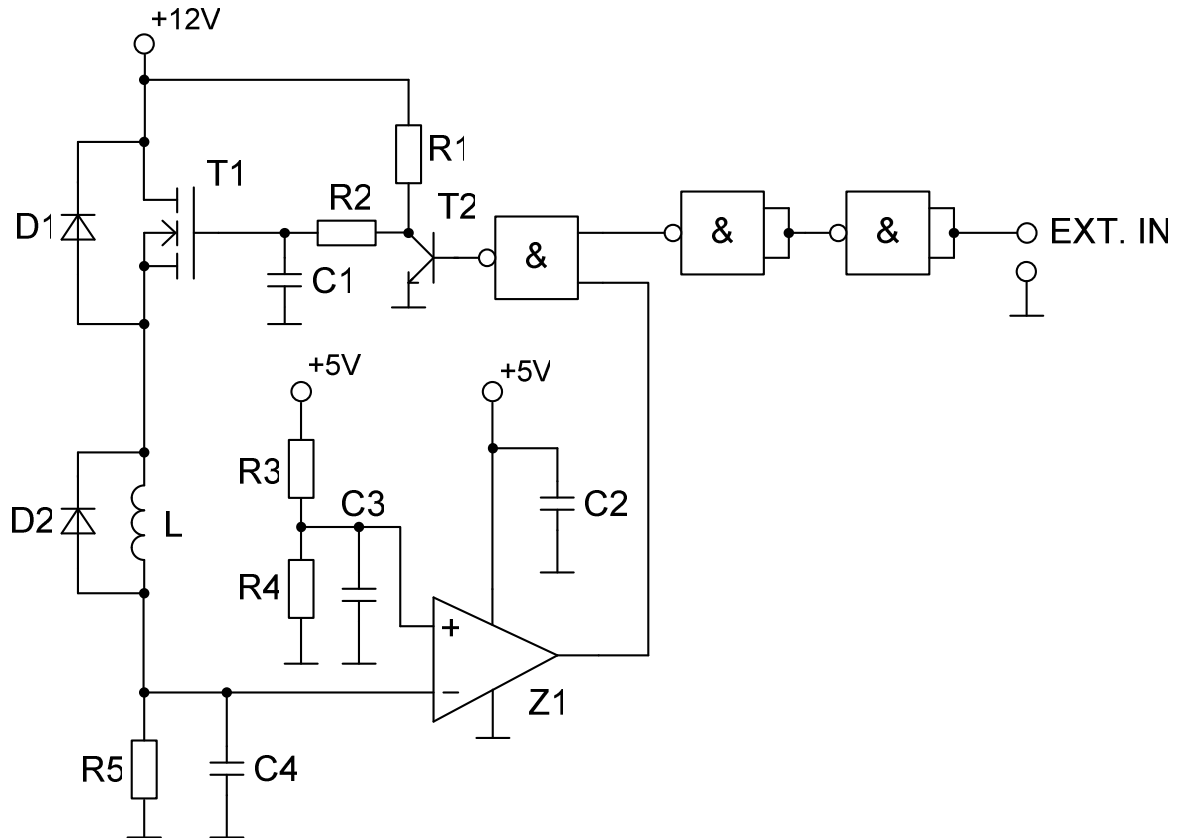 +12V
R1
T1
R2
T2
D1
&
&
&
EXT. IN
C1
+5V
+5V
R3
C3
C2
D2
L
R4
+
−
Z1
R5
C4